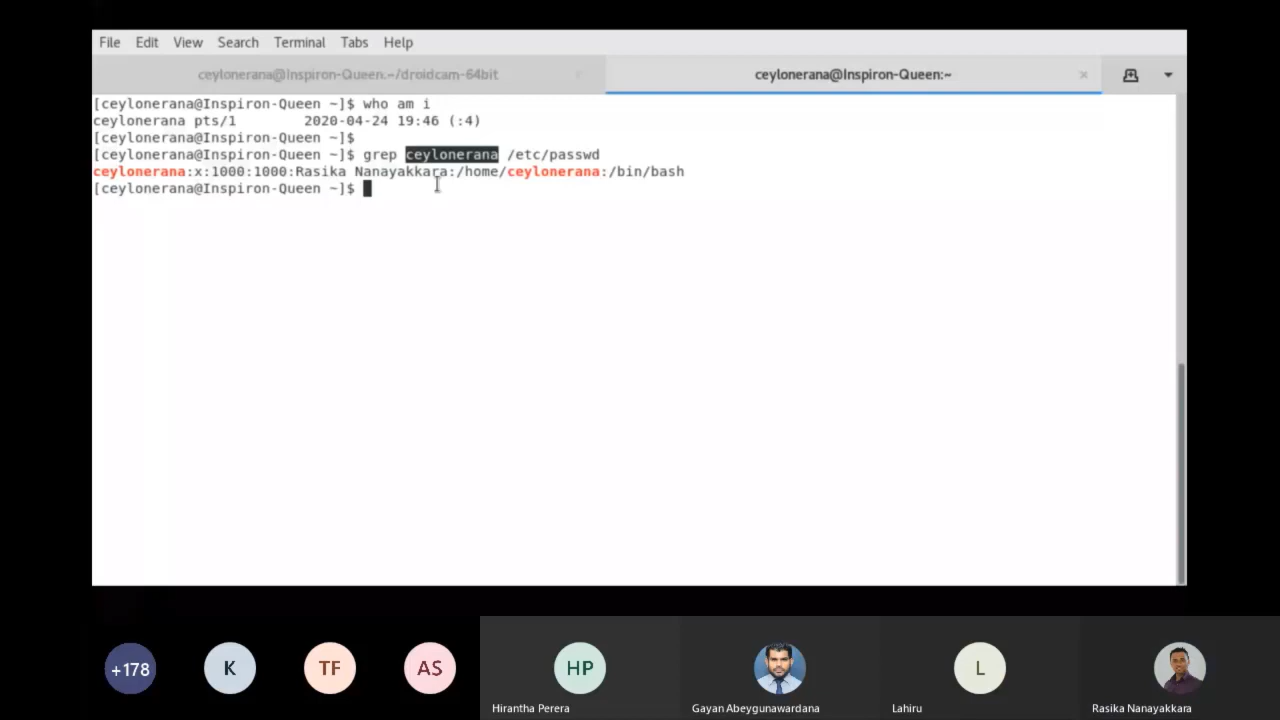 File Edit View Search Terminal Tabs Help
ceylonerana@Inspiron-Queen:~/droidcam-64bit
ceylonerana@Inspiron-Queen:~
[ceylonerana@Inspiron-Queen ~]$ who am i
ceylonerana pts/1        2020-04-24 19:46 (:4)
[ceylonerana@Inspiron-Queen ~]$
[ceylonerana@Inspiron-Queen ~]$ grep ceylonerana /etc/passwd
ceylonerana:x:1000:1000:Rasika Nanayakkara:/home/ceylonerana:/bin/bash
[ceylonerana@Inspiron-Queen ~]$
+178 K TF AS HP L
Hirantha Perera Gayan Abeygunawardana Lahiru Rasika Nanayakkara